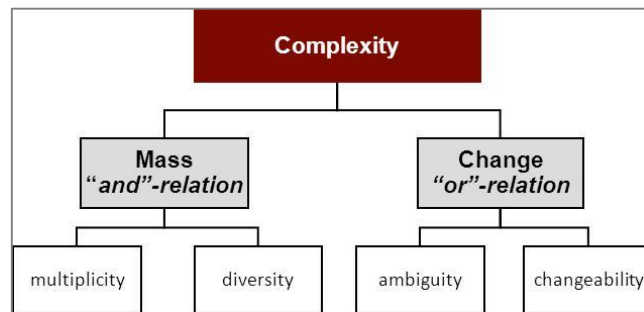 Complexity
Mass
“and”-relation
Change
“or”-relation
multiplicity
diversity
ambiguity
changeability